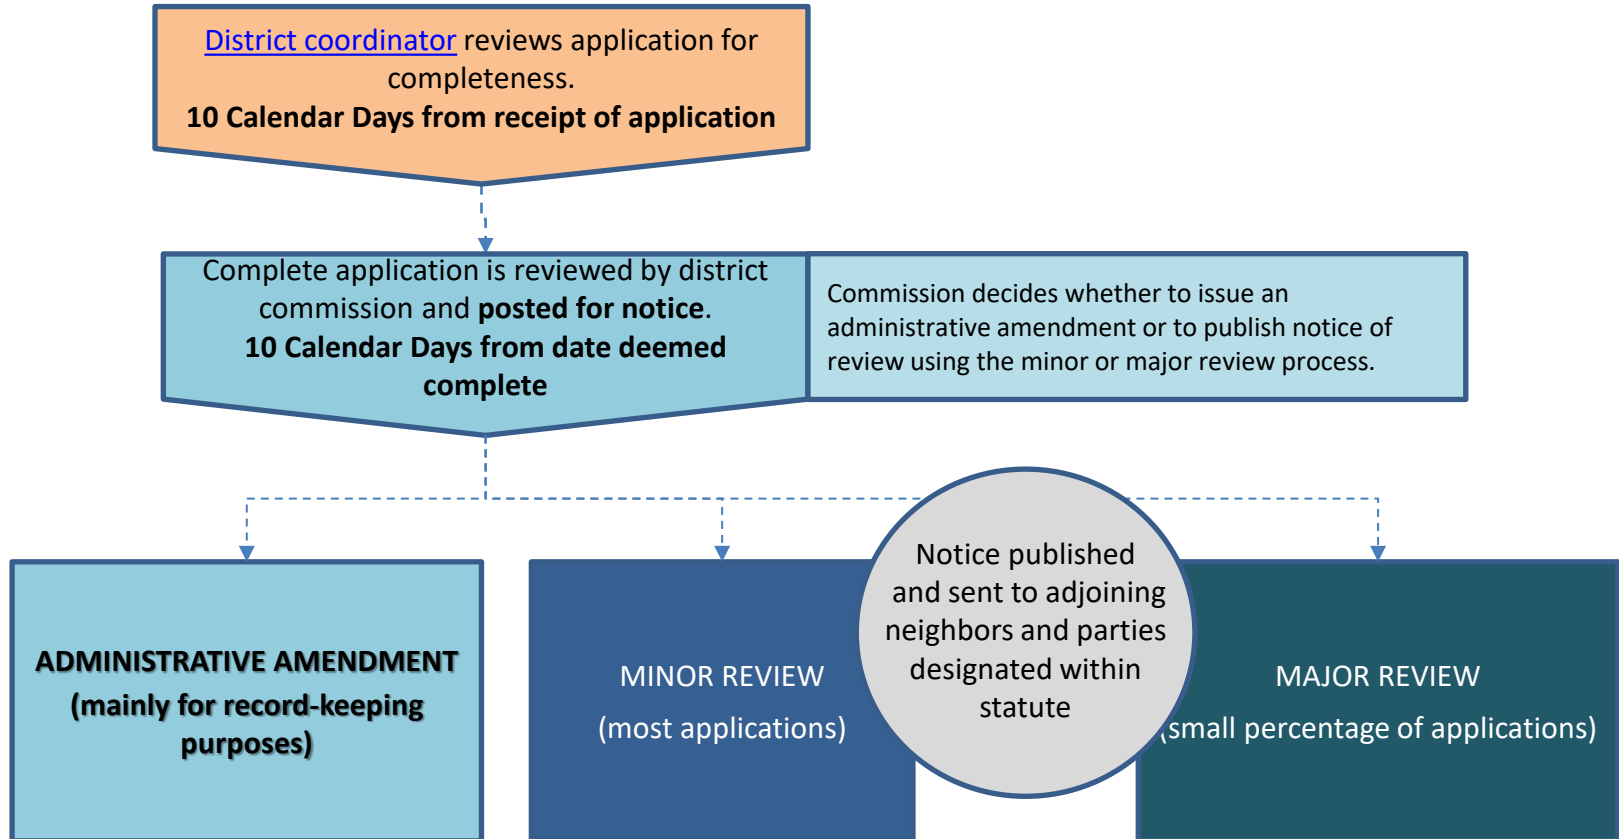 District coordinator reviews application for
completeness.
10 Calendar Days from receipt of application
Complete application is reviewed by district
commission and posted for notice.
10 Calendar Days from date deemed
complete
Commission decides whether to issue an
administrative amendment or to publish notice of
review using the minor or major review process.
ADMINISTRATIVE AMENDMENT
(mainly for record-keeping
purposes)
MINOR REVIEW
(most applications)
Notice published
and sent to adjoining
neighbors and parties
designated within
statute
MAJOR REVIEW
(small percentage of applications)